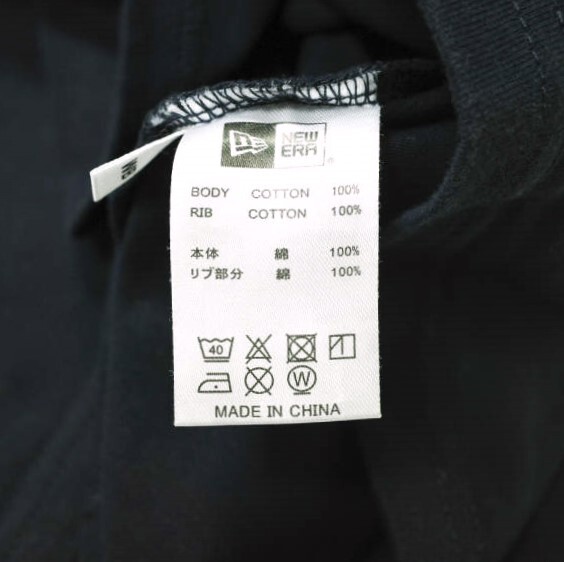 NEW
ERA
BODY COTTON 100%
RIB COTTON 100%
本体 綿 100%
リブ部分 綿 100%
40
W
MADE IN CHINA